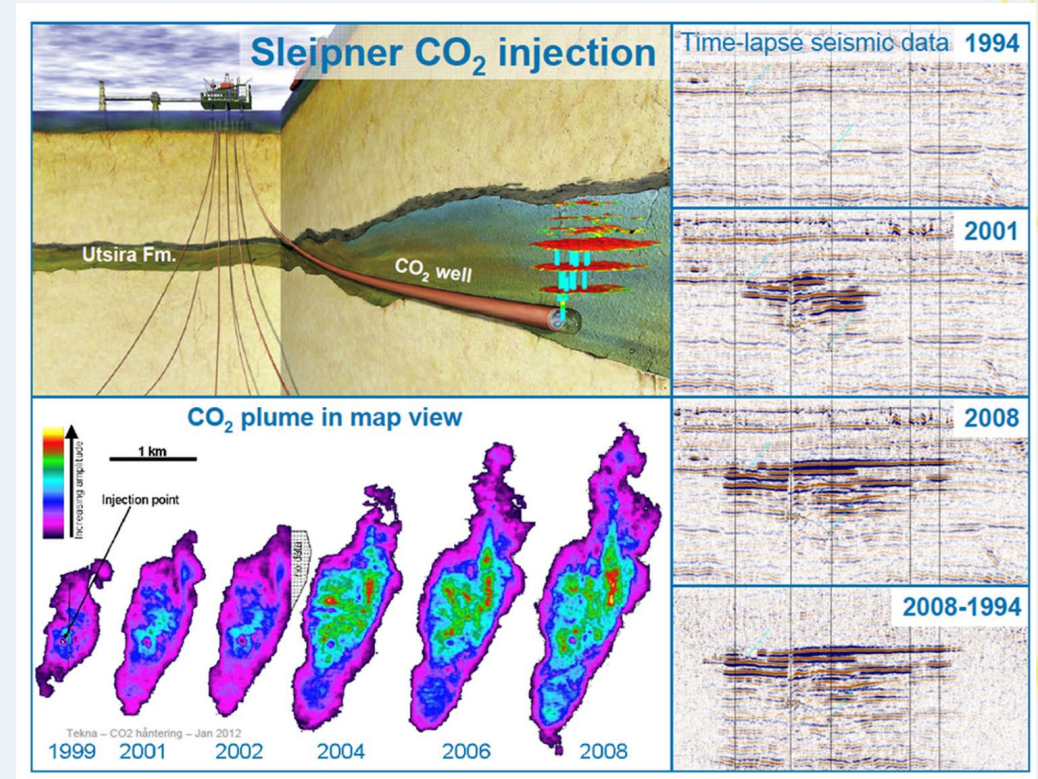 Sleipner CO₂ injection
Utsira Fm.
CO₂ well
Time-lapse seismic data 1994
2001
2008
2008-1994
CO₂ plume in map view
Increasing amplitude
1 km
Injection point
Tekna – CO2 håntering – Jan 2012
1999 2001 2002 2004 2006 2008